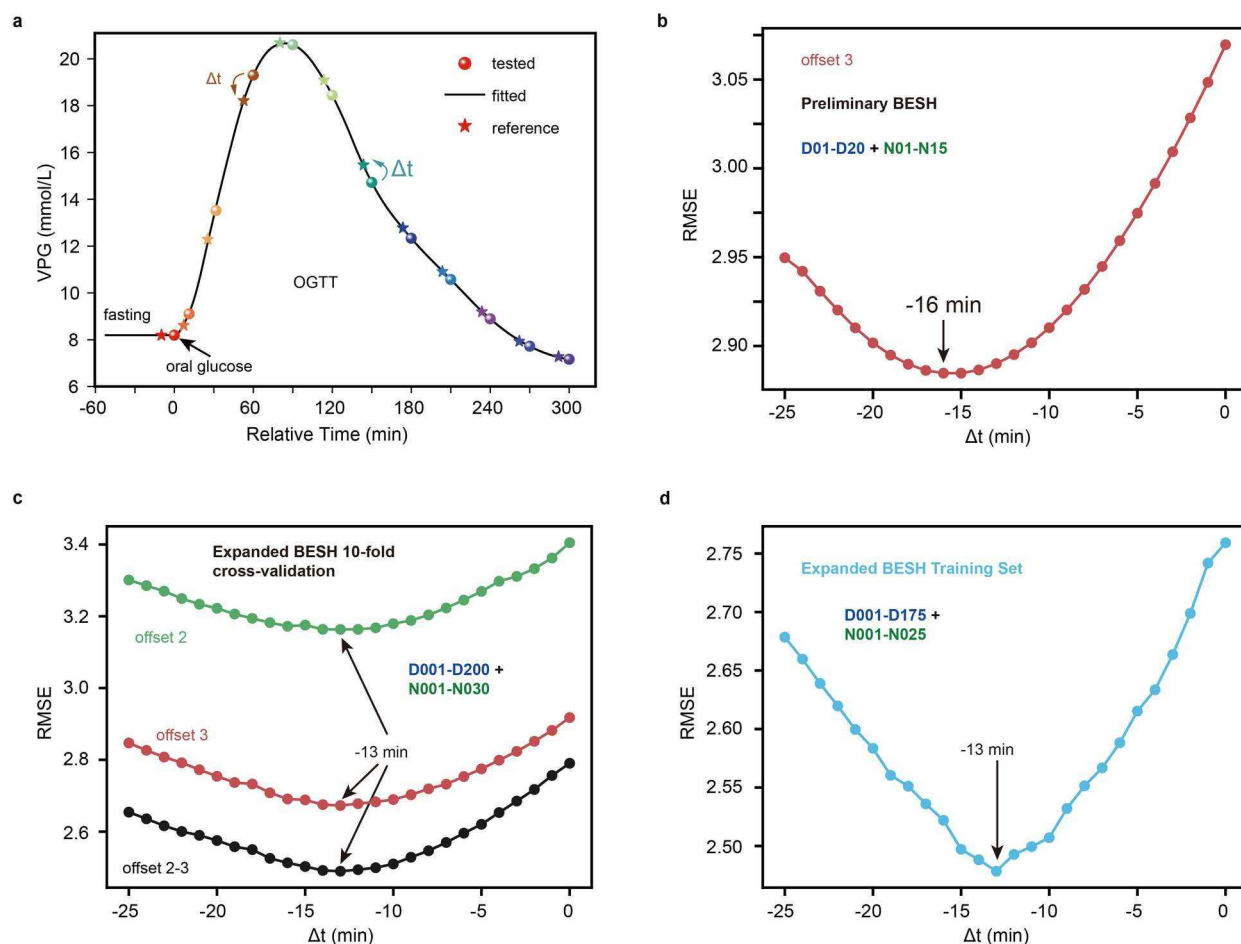 a
20
18
16
14
12
10
8
6
VPG (mmol/L)
-60
0
60
120
180
240
300
Relative Time (min)
Δt
Δt
tested
fitted
reference
OGTT
fasting
oral glucose
b
3.05
3.00
2.95
2.90
RMSE
-25
-20
-15
-10
-5
0
Δt (min)
offset 3
Preliminary BESH
D01-D20 + N01-N15
-16 min
c
3.4
3.2
3.0
2.8
2.6
RMSE
-25
-20
-15
-10
-5
0
Δt (min)
Expanded BESH 10-fold
cross-validation
offset 2
D001-D200 +
N001-N030
offset 3
-13 min
offset 2-3
d
2.75
2.70
2.65
2.60
2.55
2.50
RMSE
-25
-20
-15
-10
-5
0
Δt (min)
Expanded BESH Training Set
D001-D175 +
N001-N025
-13 min